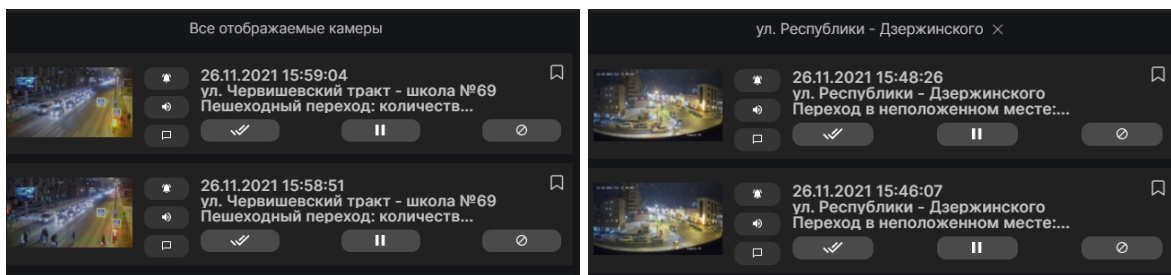 Все отображаемые камеры
26.11.2021 15:59:04
ул. Червишевский тракт - школа №69
Пешеходный переход: количеств...
26.11.2021 15:58:51
ул. Червишевский тракт - школа №69
Пешеходный переход: количеств...
ул. Республики - Дзержинского
26.11.2021 15:48:26
ул. Республики - Дзержинского
Переход в неположенном месте:...
26.11.2021 15:46:07
ул. Республики - Дзержинского
Переход в неположенном месте:...